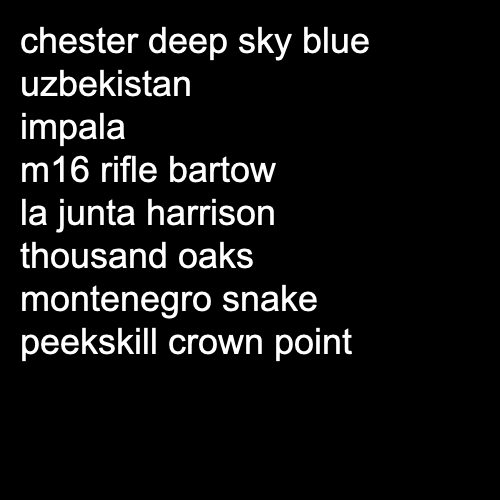 chester deep sky blue
uzbekistan
impala
m16 rifle bartow
la junta harrison
thousand oaks
montenegro snake
peekskill crown point